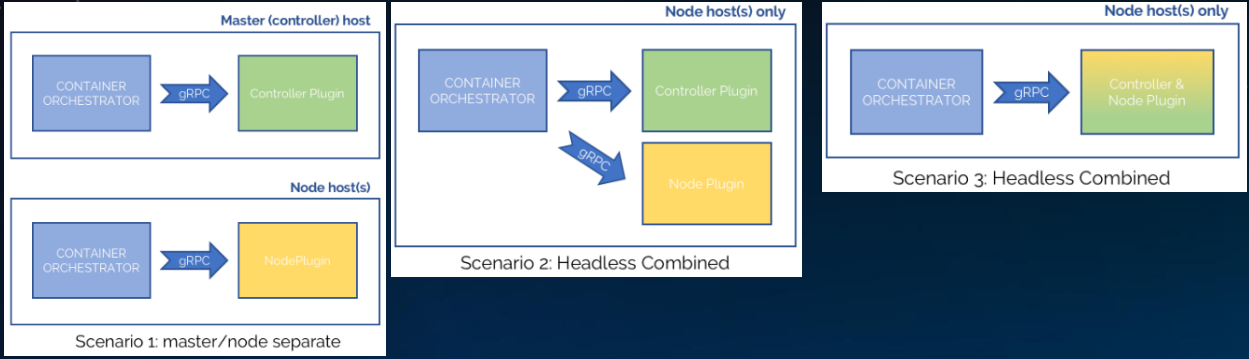 Master (controller) host
CONTAINER
ORCHESTRATOR
gRPC
Controller Plugin
Node host(s)
CONTAINER
ORCHESTRATOR
gRPC
NodePlugin
Scenario 1: master/node separate
Node host(s) only
CONTAINER
ORCHESTRATOR
gRPC
Controller Plugin
gRPC
Node Plugin
Scenario 2: Headless Combined
Node host(s) only
CONTAINER
ORCHESTRATOR
gRPC
Controller &
Node Plugin
Scenario 3: Headless Combined